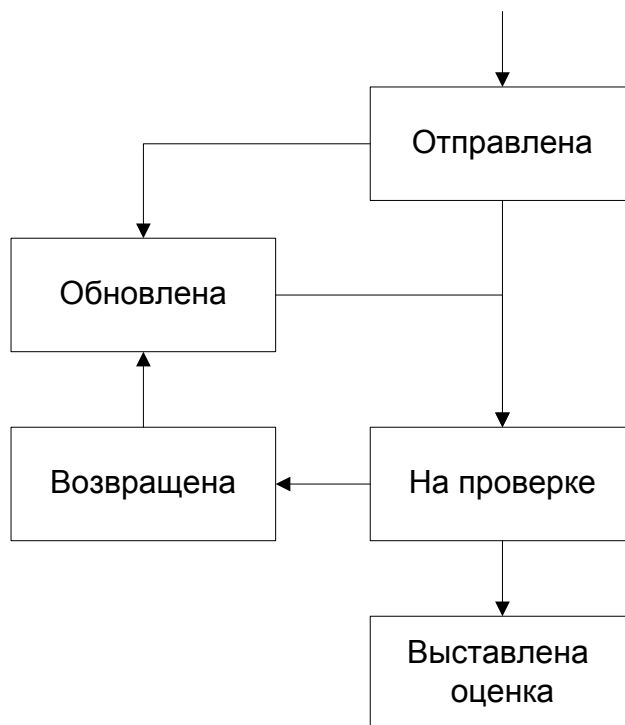 Отправлена
Обновлена
Возвращена
На проверке
Выставлена
оценка